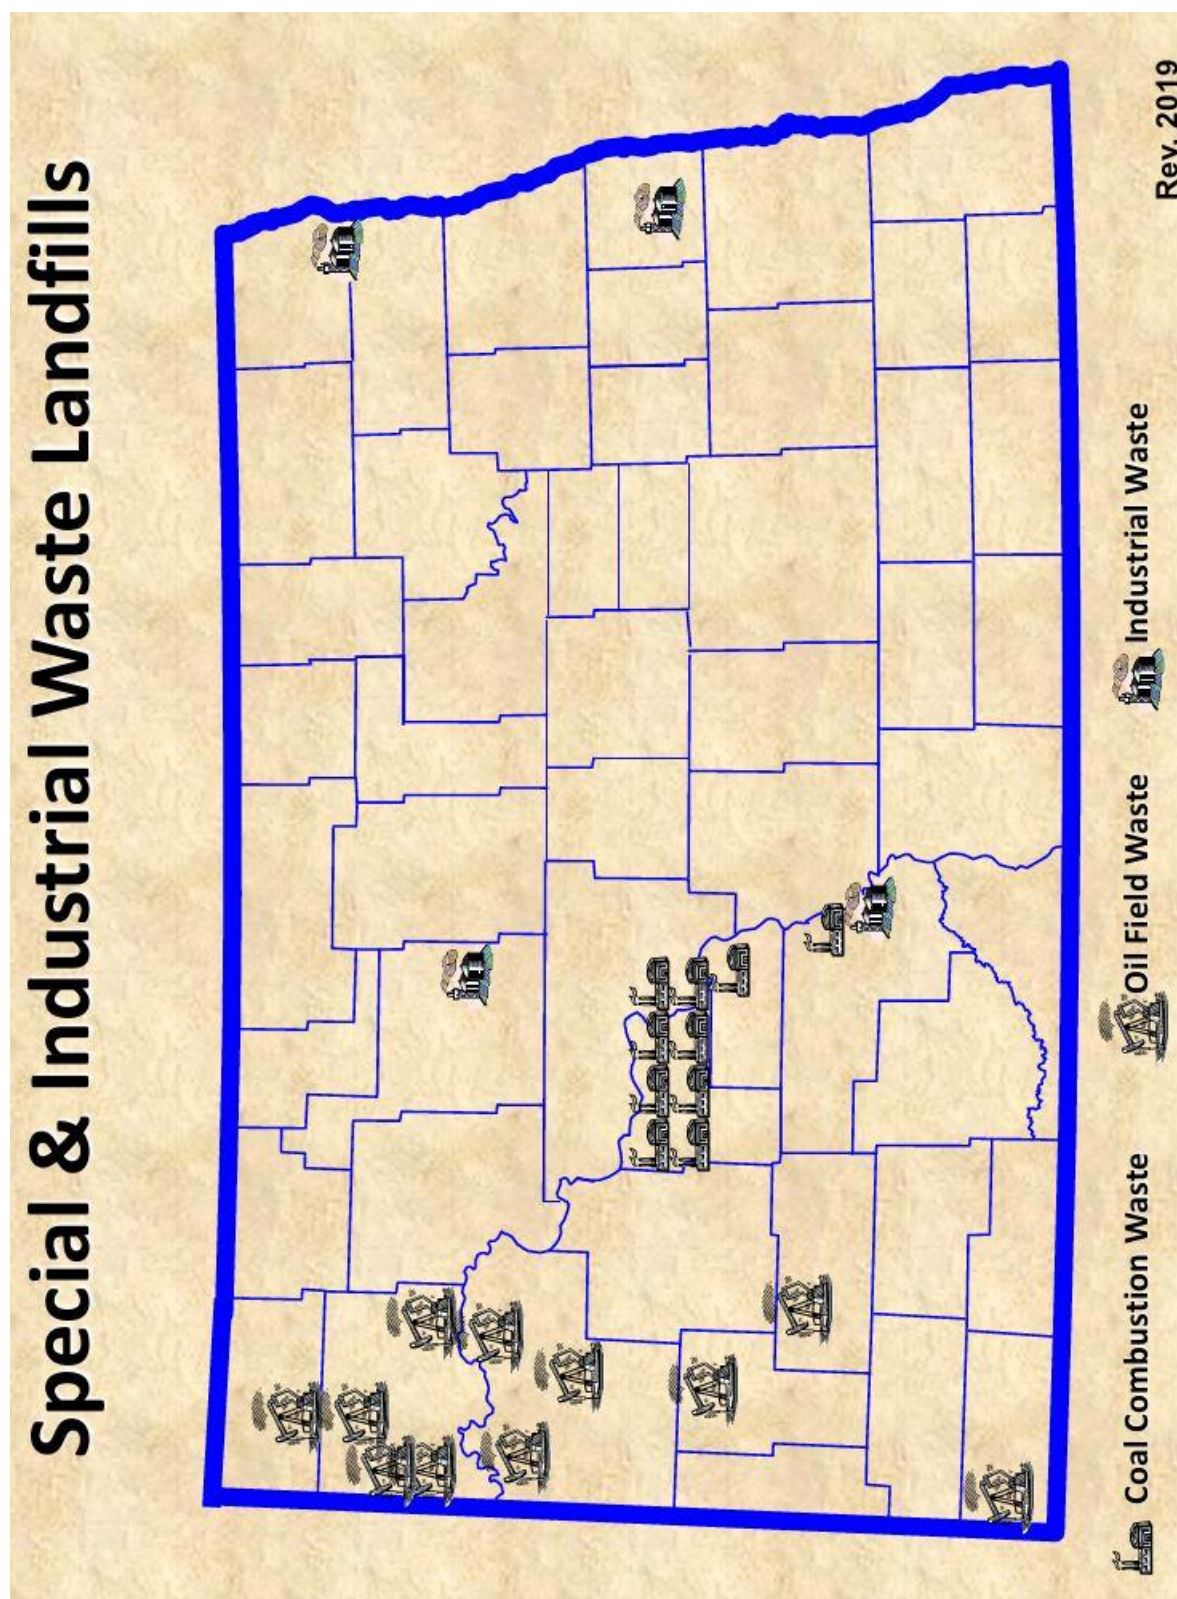 Special & Industrial Waste Landfills
Coal Combustion Waste
Oil Field Waste
Industrial Waste
Rev. 2019